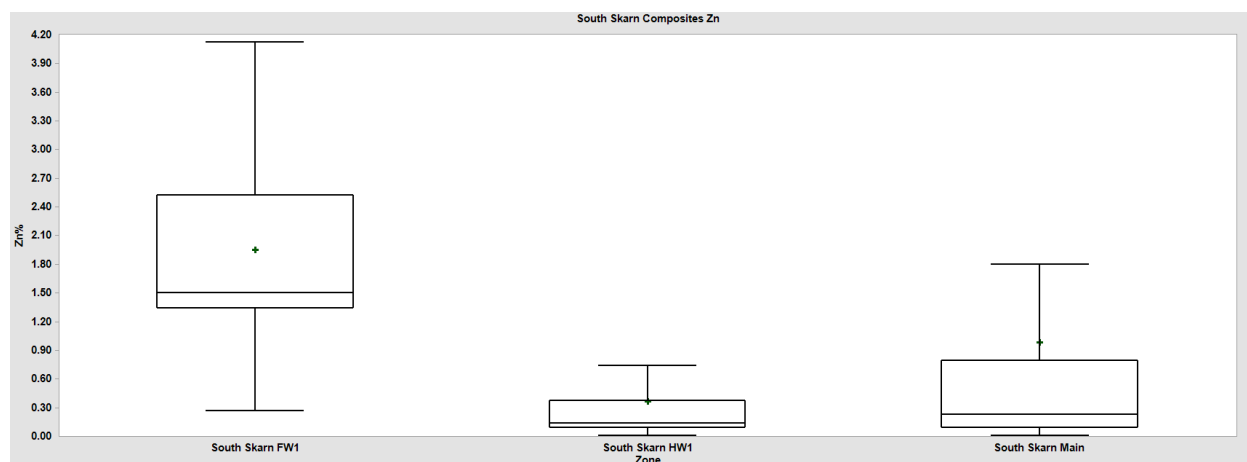 South Skarn Composites Zn
4.20
3.90
3.60
3.30
3.00
2.70
2.40
2.10
1.80
1.50
1.20
0.90
0.60
0.30
0.00
Zn%
South Skarn FW1
South Skarn HW1
South Skarn Main
Zone